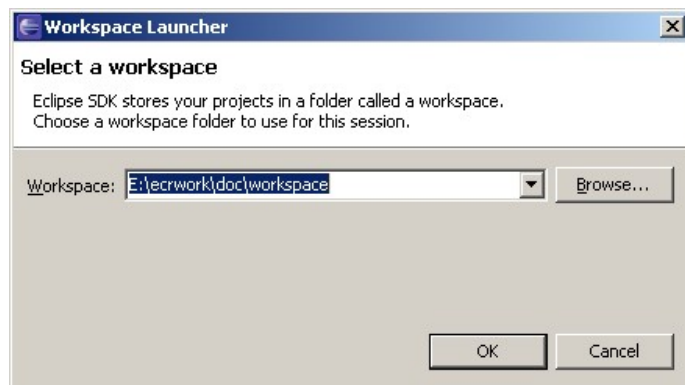 Workspace Launcher
Select a workspace
Eclipse SDK stores your projects in a folder called a workspace.
Choose a workspace folder to use for this session.
Workspace: E:\ecrwork\doc\workspace Browse...
OK Cancel